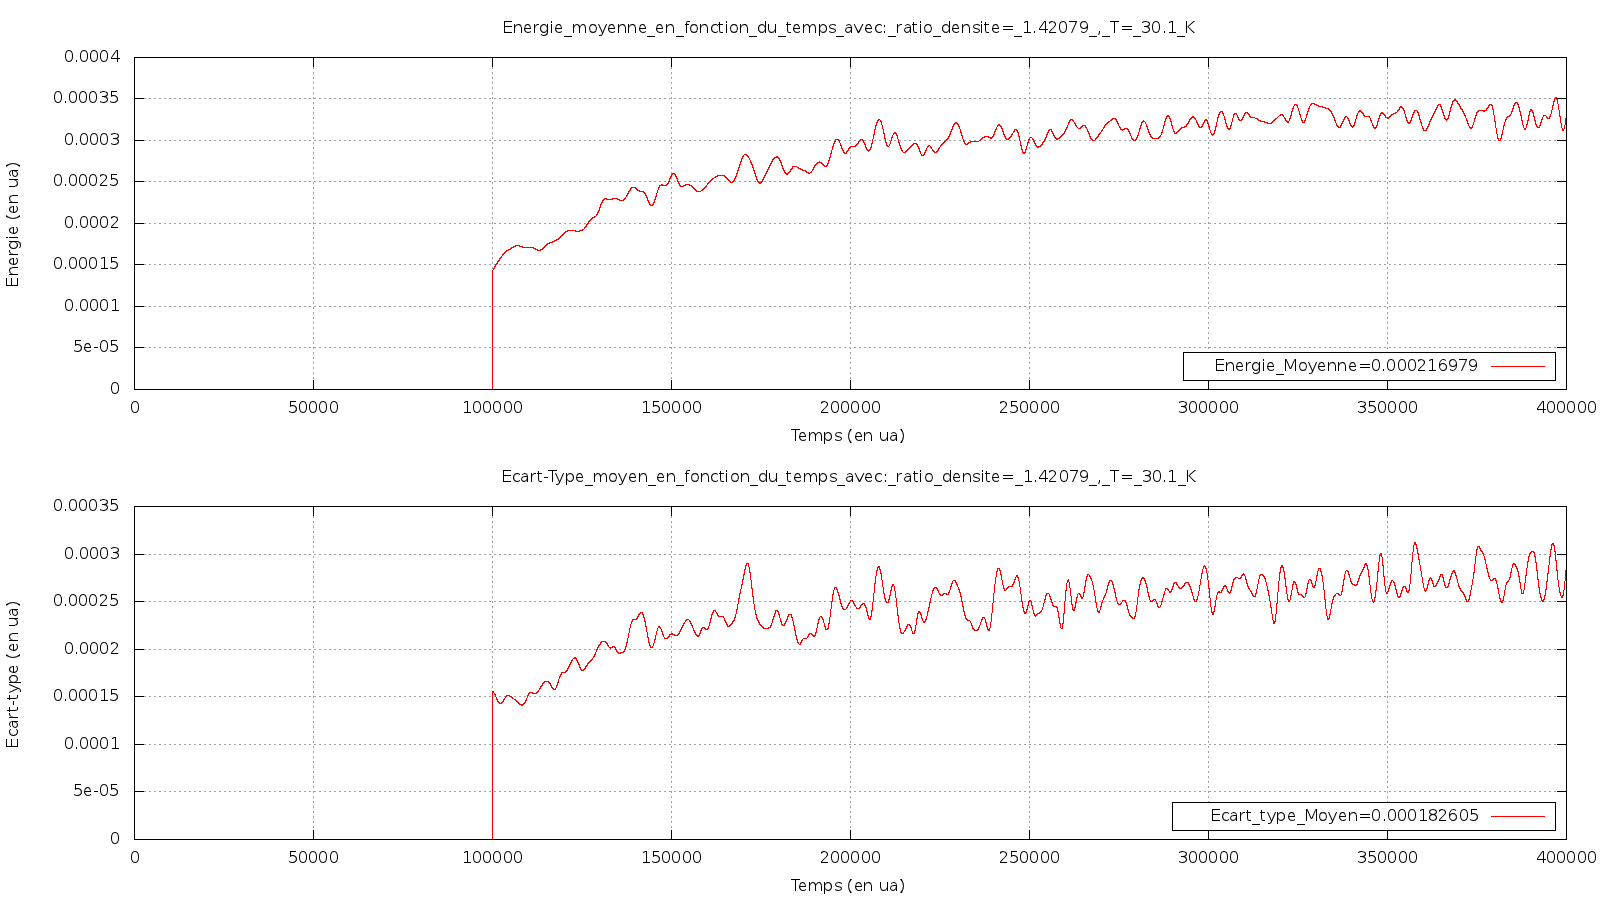 Energie_moyenne_en_fonction_du_temps_avec:_ratio_densite=_1.42079_,_T=_30.1_K
0.0004
0.00035
0.0003
0.00025
0.0002
0.00015
0.0001
5e-05
0
Energie (en ua)
Energie_Moyenne=0.000216979
0 50000 100000 150000 200000 250000 300000 350000 400000
Temps (en ua)
Ecart-Type_moyen_en_fonction_du_temps_avec:_ratio_densite=_1.42079_,_T=_30.1_K
0.00035
0.0003
0.00025
0.0002
0.00015
0.0001
5e-05
0
Ecart-type (en ua)
Ecart_type_Moyen=0.000182605
0 50000 100000 150000 200000 250000 300000 350000 400000
Temps (en ua)